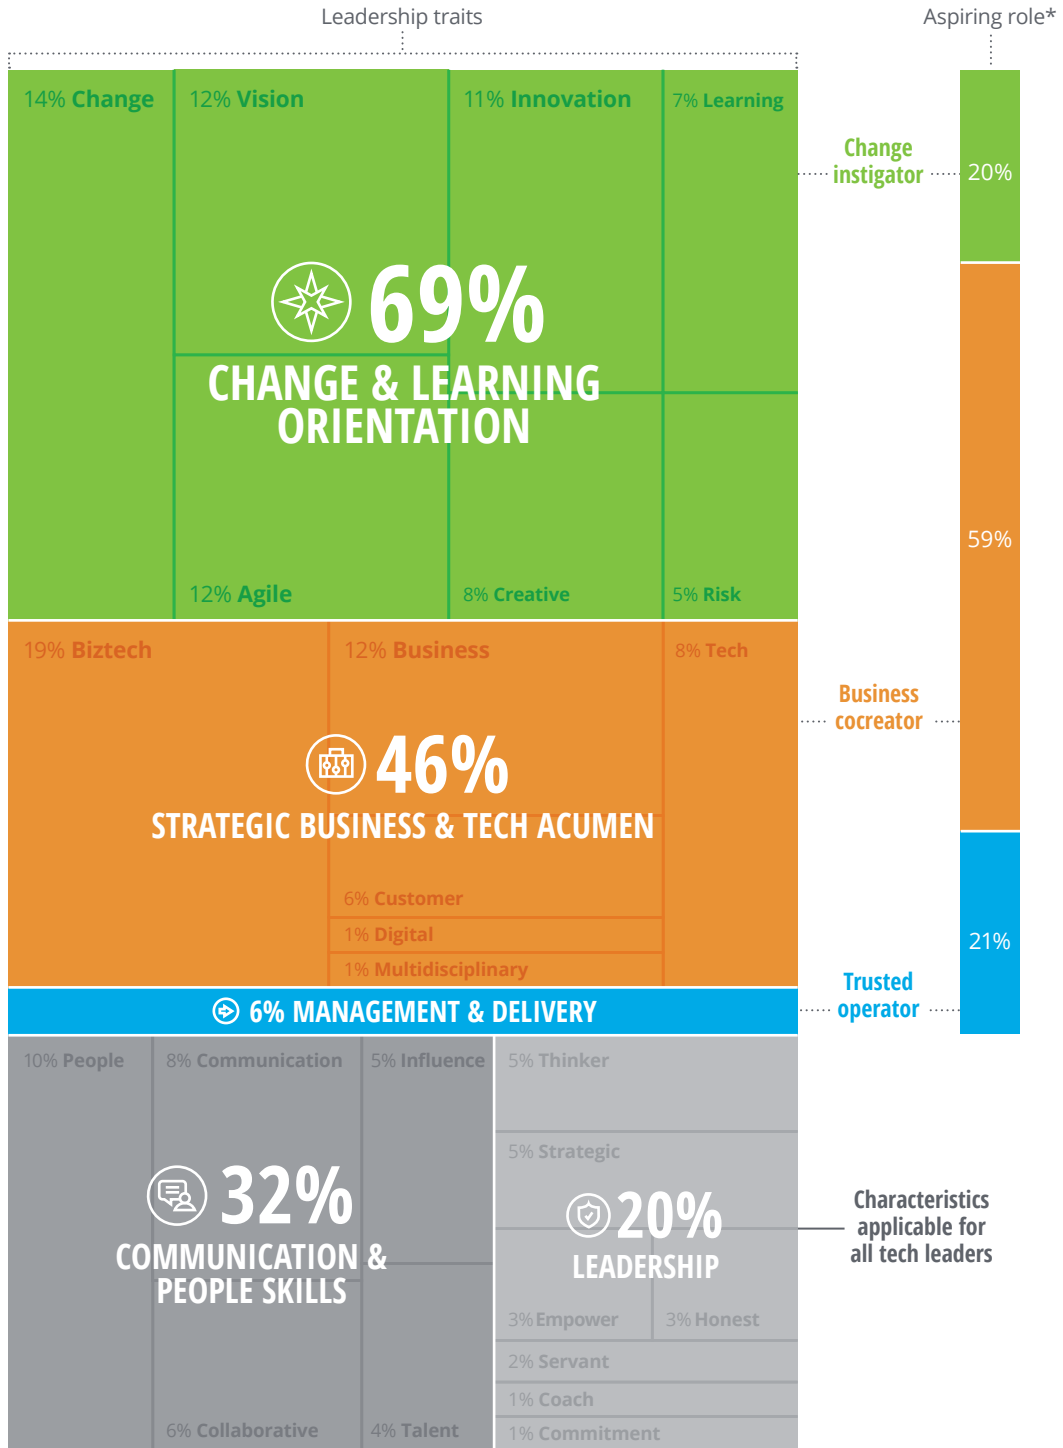 Leadership traits
Aspiring role*
14% Change
12% Vision
11% Innovation
7% Learning
Change
instigator
20%
69%
CHANGE & LEARNING
ORIENTATION
12% Agile
8% Creative
5% Risk
59%
19% Biztech
12% Business
8% Tech
Business
cocreator
46%
STRATEGIC BUSINESS & TECH ACUMEN
6% Customer
1% Digital
1% Multidisciplinary
21%
Trusted
operator
6% MANAGEMENT & DELIVERY
10% People
8% Communication
5% Influence
5% Thinker
5% Strategic
32%
COMMUNICATION &
PEOPLE SKILLS
20%
LEADERSHIP
Characteristics
applicable for
all tech leaders
3% Empower
3% Honest
2% Servant
1% Coach
6% Collaborative
4% Talent
1% Commitment